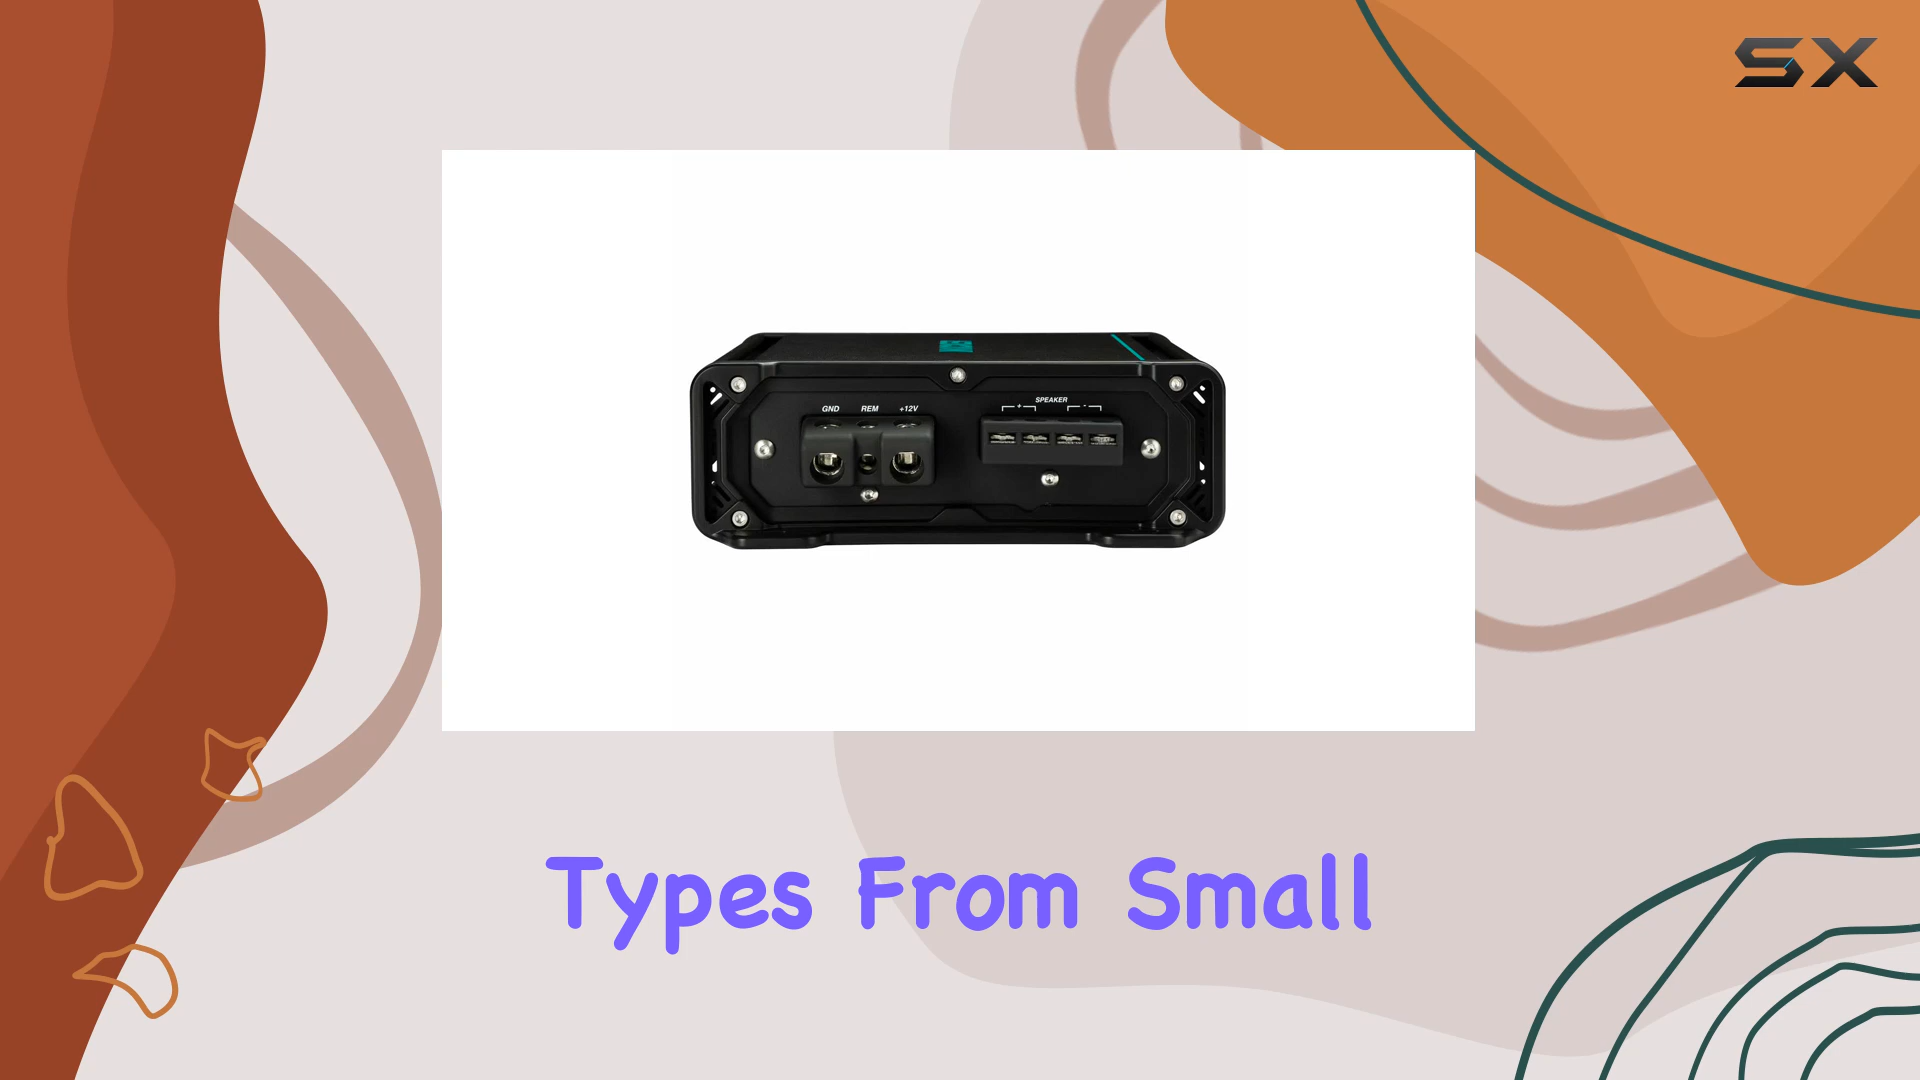 SX
GND REM +12V
SPEAKER
+ -
Types From Small